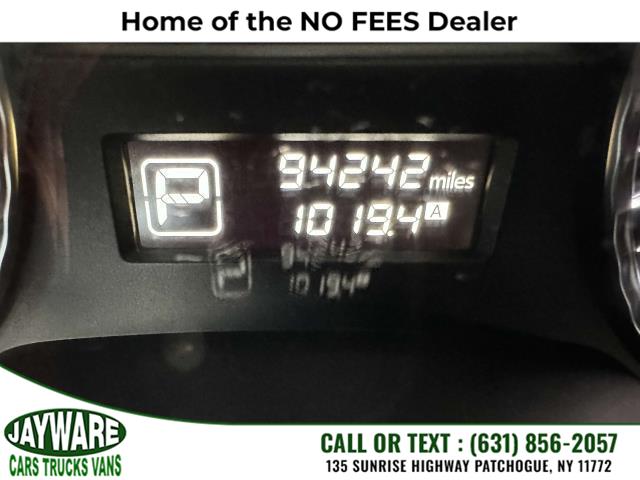 Home of the NO FEES Dealer
P
94242 miles
1019.4 A
JAYWARE
CARS TRUCKS VANS
CALL OR TEXT : (631) 856-2057
135 SUNRISE HIGHWAY PATCHOGUE, NY 11772